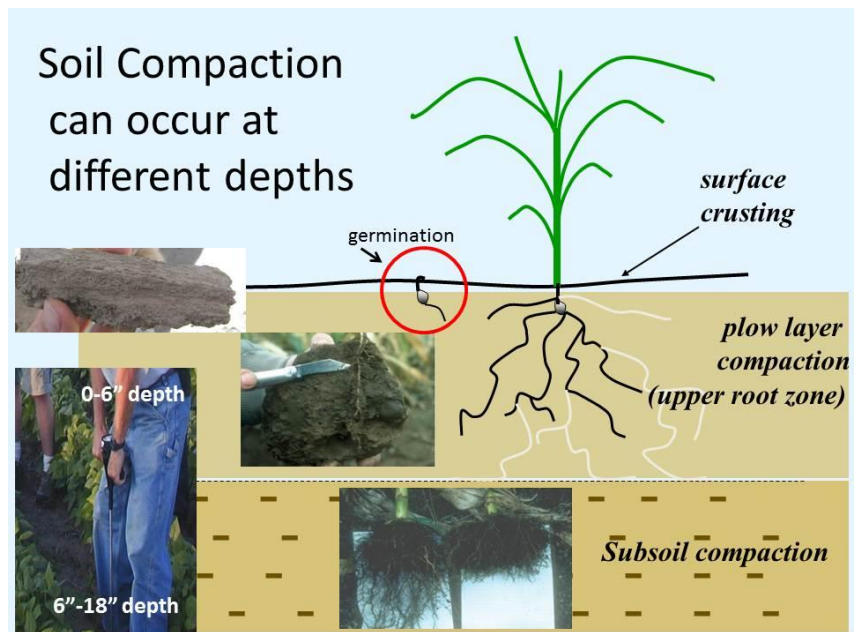 Soil Compaction
can occur at
different depths
germination
surface
crusting
plow layer
compaction
(upper root zone)
0-6” depth
Subsoil compaction
6”-18” depth